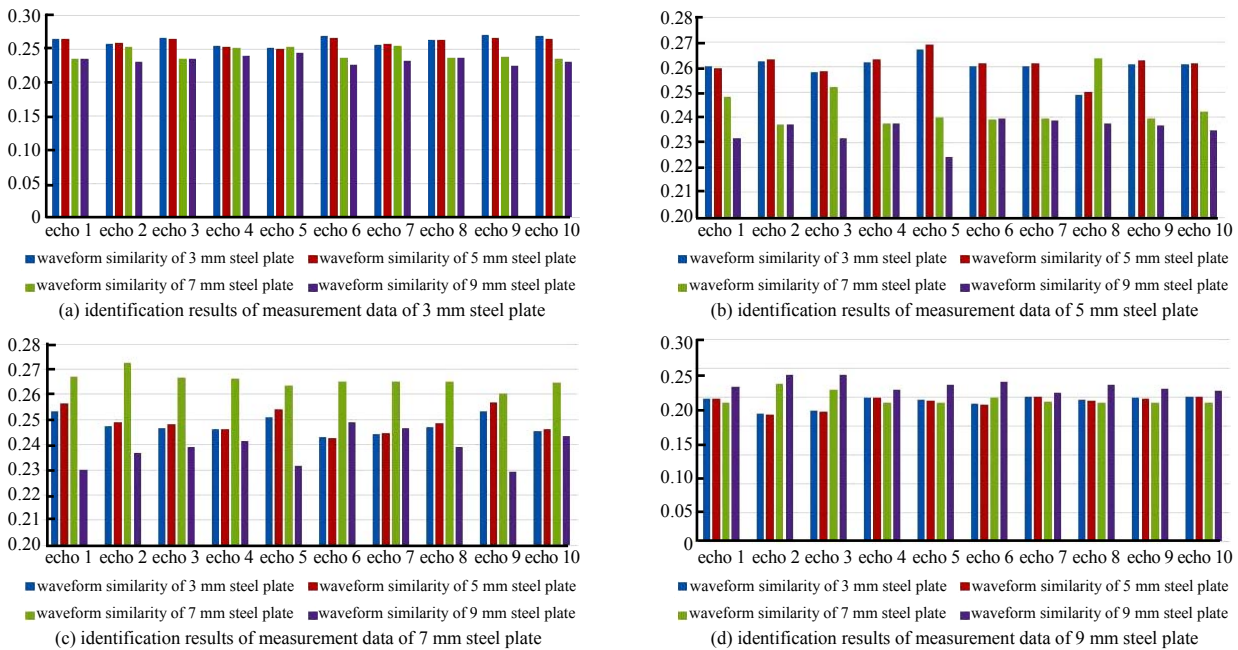 0.30
0.25
0.20
0.15
0.10
0.05
0
echo 1 echo 2 echo 3 echo 4 echo 5 echo 6 echo 7 echo 8 echo 9 echo 10
waveform similarity of 3 mm steel plate waveform similarity of 5 mm steel plate
waveform similarity of 7 mm steel plate waveform similarity of 9 mm steel plate
(a) identification results of measurement data of 3 mm steel plate
0.28
0.27
0.26
0.25
0.24
0.23
0.22
0.21
0.20
echo 1 echo 2 echo 3 echo 4 echo 5 echo 6 echo 7 echo 8 echo 9 echo 10
waveform similarity of 3 mm steel plate waveform similarity of 5 mm steel plate
waveform similarity of 7 mm steel plate waveform similarity of 9 mm steel plate
(b) identification results of measurement data of 5 mm steel plate
0.28
0.27
0.26
0.25
0.24
0.23
0.22
0.21
0.20
echo 1 echo 2 echo 3 echo 4 echo 5 echo 6 echo 7 echo 8 echo 9 echo 10
waveform similarity of 3 mm steel plate waveform similarity of 5 mm steel plate
waveform similarity of 7 mm steel plate waveform similarity of 9 mm steel plate
(c) identification results of measurement data of 7 mm steel plate
0.30
0.25
0.20
0.15
0.10
0.05
0
echo 1 echo 2 echo 3 echo 4 echo 5 echo 6 echo 7 echo 8 echo 9 echo 10
waveform similarity of 3 mm steel plate waveform similarity of 5 mm steel plate
waveform similarity of 7 mm steel plate waveform similarity of 9 mm steel plate
(d) identification results of measurement data of 9 mm steel plate